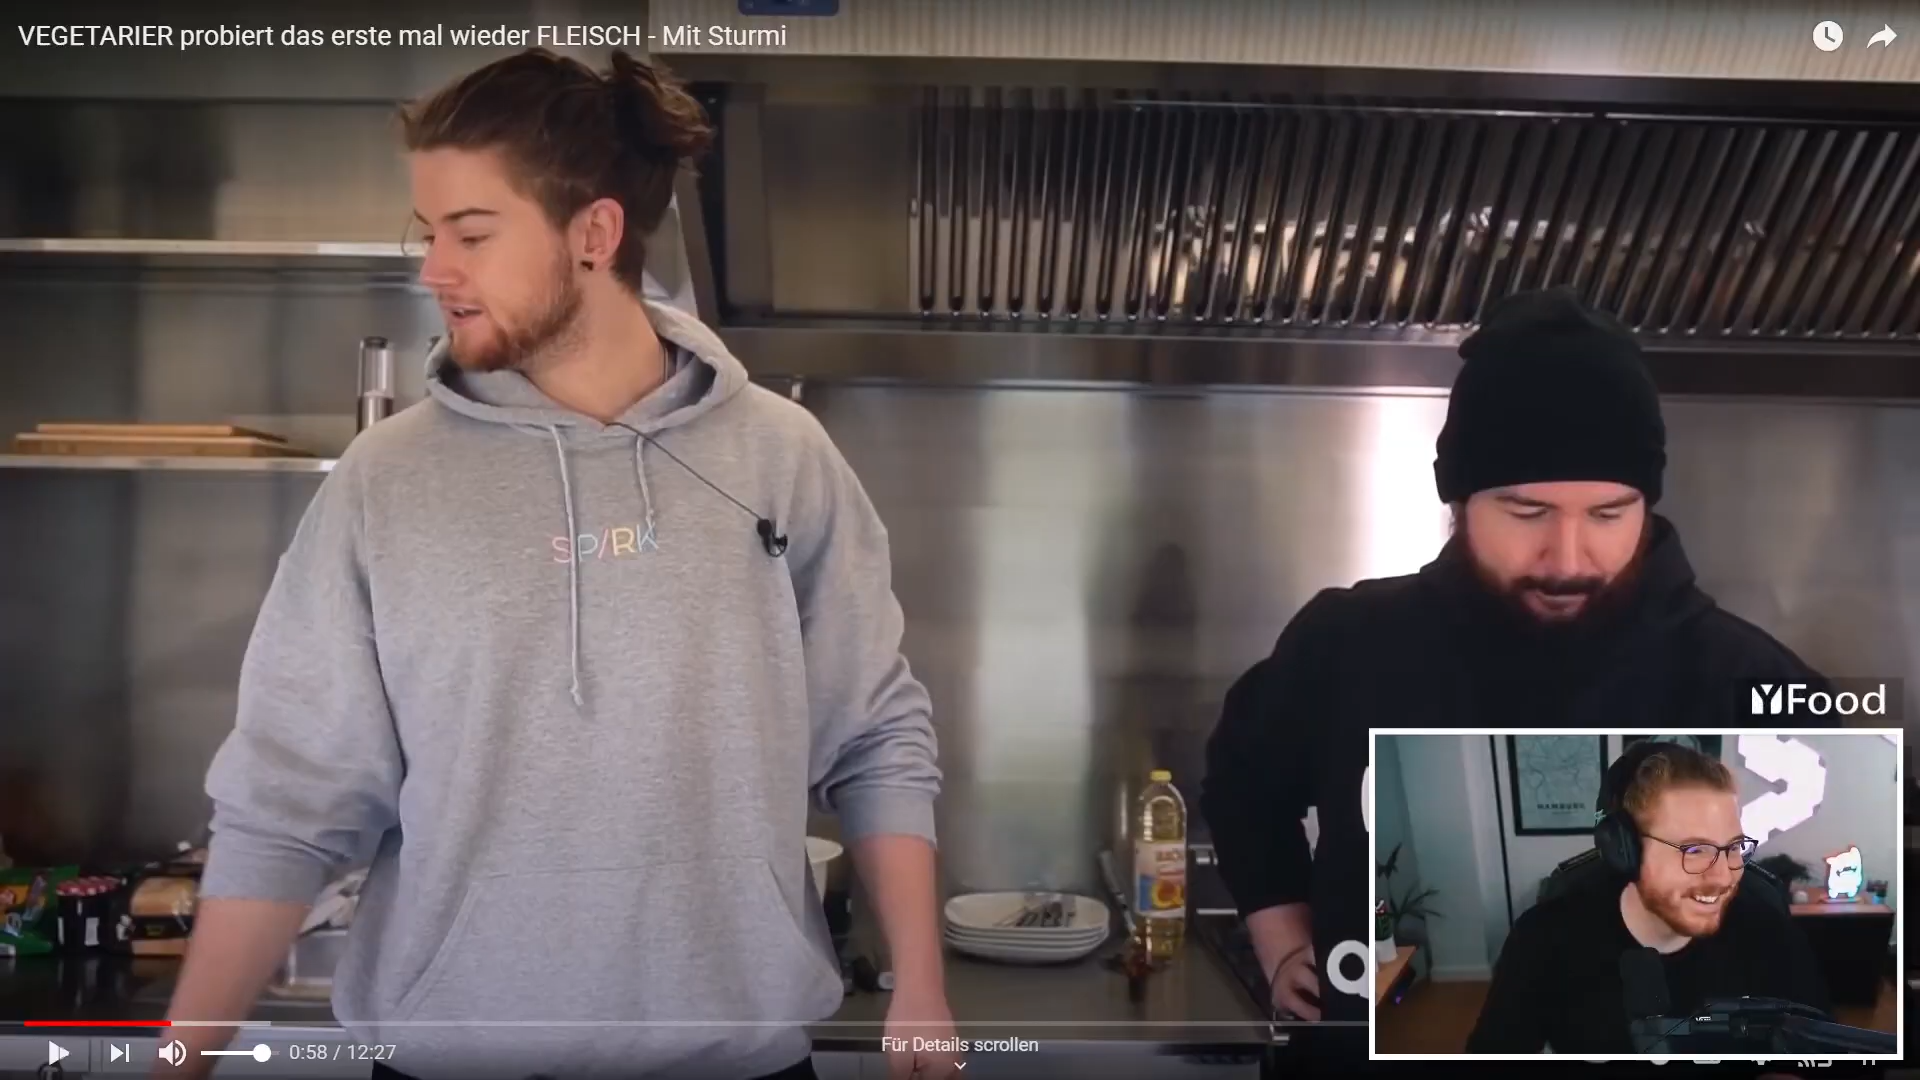 VEGETARIER probiert das erste mal wieder FLEISCH - Mit Sturmi
SP/RK
Food
HAMBURG
0:58 / 12:27
Für Details scrollen